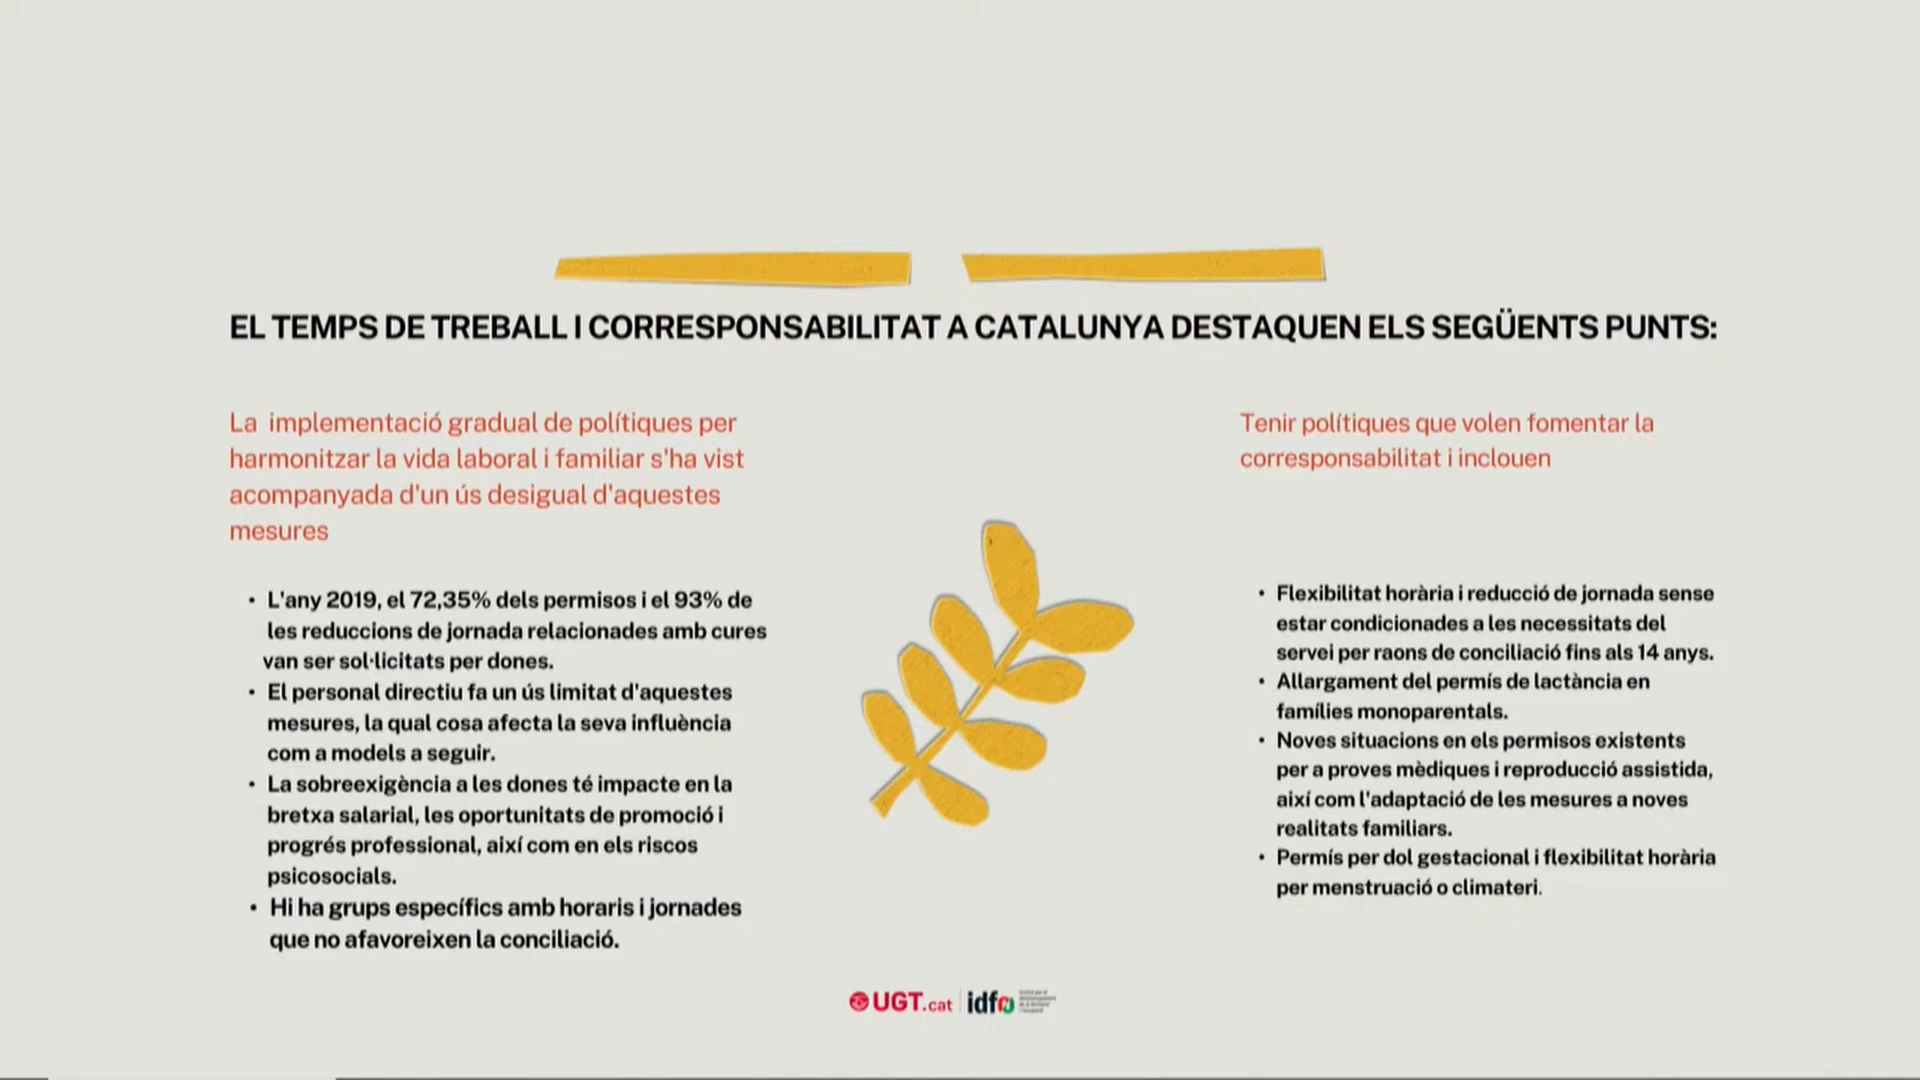 EL TEMPS DE TREBALL I CORRESPONSABILITAT A CATALUNYA DESTAQUEN ELS SEGÜENTS PUNTS:
La implementació gradual de polítiques per
harmonitzar la vida laboral i familiar s'ha vist
acompanyada d'un ús desigual d'aquestes
mesures
• L'any 2019, el 72,35% dels permisos i el 93% de
les reduccions de jornada relacionades amb cures
van ser sol·licitats per dones.
• El personal directiu fa un ús limitat d'aquestes
mesures, la qual cosa afecta la seva influència
com a models a seguir.
• La sobreexigència a les dones té impacte en la
bretxa salarial, les oportunitats de promoció i
progrés professional, així com en els riscos
psicosocials.
• Hi ha grups específics amb horaris i jornades
que no afavoreixen la conciliació.
Tenir polítiques que volen fomentar la
corresponsabilitat i inclouen
• Flexibilitat horària i reducció de jornada sense
estar condicionades a les necessitats del
servei per raons de conciliació fins als 14 anys.
• Allargament del permís de lactància en
famílies monoparentals.
• Noves situacions en els permisos existents
per a proves mèdiques i reproducció assistida,
així com l'adaptació de les mesures a noves
realitats familiars.
• Permís per dol gestacional i flexibilitat horària
per menstruació o climateri.
UGT.cat
idfo